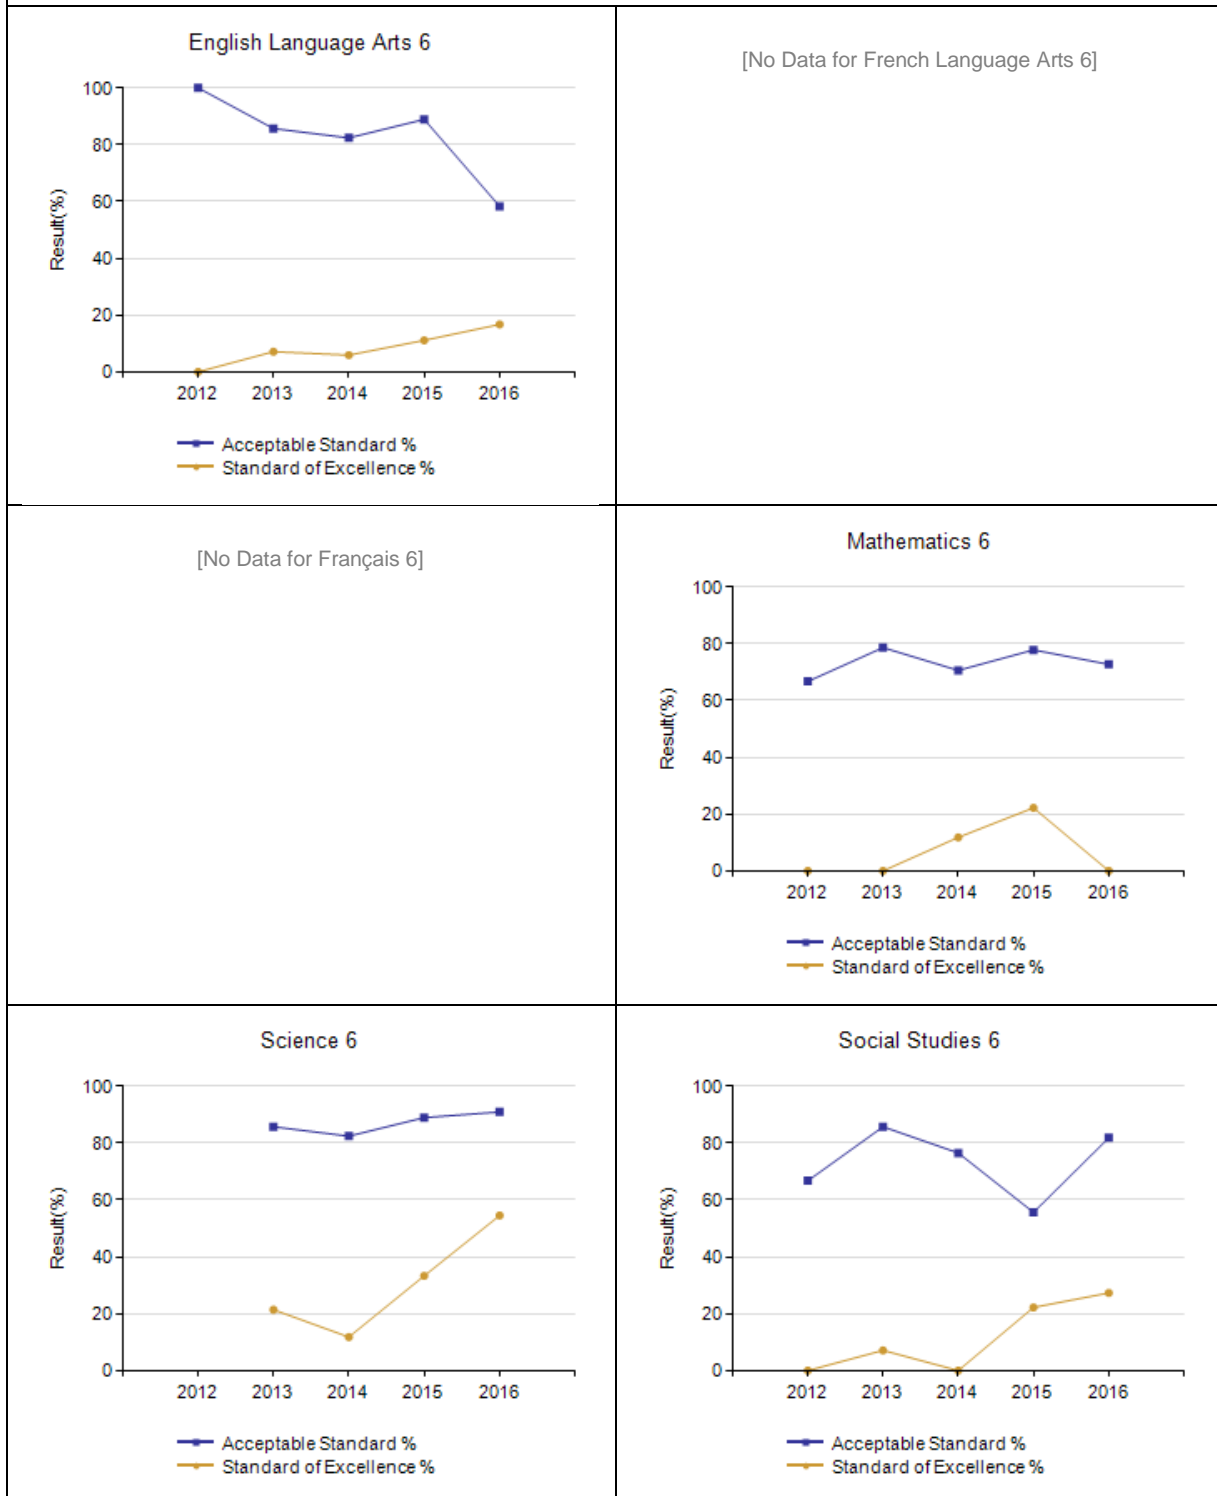 English Language Arts 6
100
80
60
40
20
0
Result(%)
2012 2013 2014 2015 2016
Acceptable Standard %
Standard of Excellence %
[No Data for French Language Arts 6]
[No Data for Français 6]
Mathematics 6
100
80
60
40
20
0
Result(%)
2012 2013 2014 2015 2016
Acceptable Standard %
Standard of Excellence %
Science 6
100
80
60
40
20
0
Result(%)
2012 2013 2014 2015 2016
Acceptable Standard %
Standard of Excellence %
Social Studies 6
100
80
60
40
20
0
Result(%)
2012 2013 2014 2015 2016
Acceptable Standard %
Standard of Excellence %